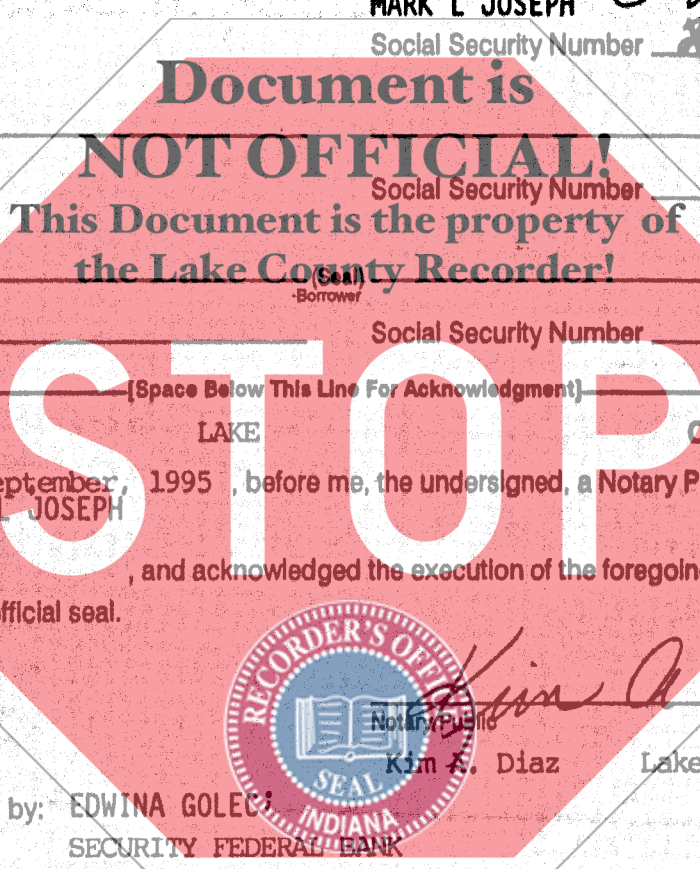 MARK L JOSEPH
Social Security Number
Document is
NOT OFFICIAL!
Social Security Number
This Document is the property of
the Lake County Recorder!
(Seal)
-Borrower
Social Security Number
STOP
[Space Below This Line For Acknowledgment]
LAKE
eptember, 1995 , before me, the undersigned, a Notary P
L JOSEPH
, and acknowledged the execution of the foregoin
fficial seal.
RECORDER'S OFFI
SEAL
INDIANA
Kim A
Notary Public
Kim A. Diaz Lake
by: EDWINA GOLEC
SECURITY FEDERAL BANK